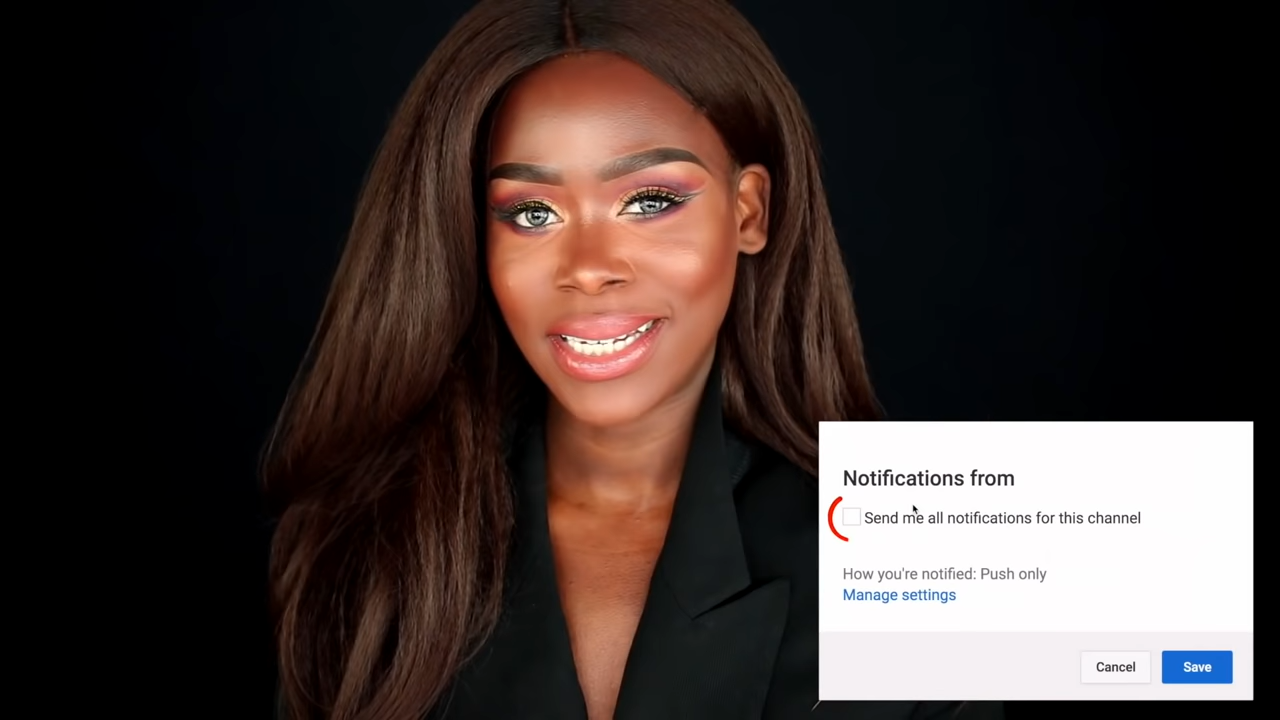 Notifications from
Send me all notifications for this channel
How you're notified: Push only
Manage settings
Cancel
Save